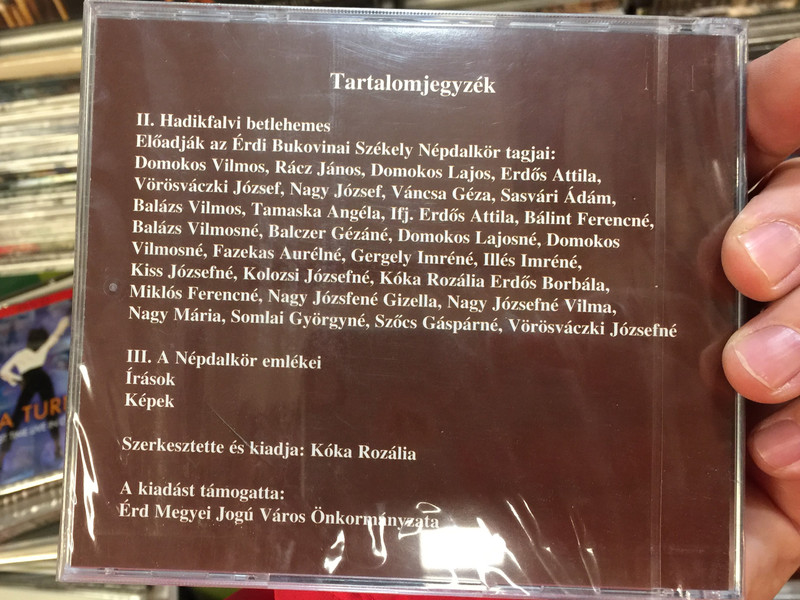 Tartalomjegyzék
II. Hadikfalvi betlehemes
Előadják az Érdi Bukovinai Székely Népdalkör tagjai:
Domokos Vilmos, Rácz János, Domokos Lajos, Erdős Attila,
Vörösváczki József, Nagy József, Váncsa Géza, Sasvári Ádám,
Balázs Vilmos, Tamaska Angéla, Ifj. Erdős Attila, Bálint Ferencné,
Balázs Vilmosné, Balczer Gézáné, Domokos Lajosné, Domokos
Vilmosné, Fazekas Aurélné, Gergely Imréné, Illés Imréné,
Kiss Józsefné, Kolozsi Józsefné, Kóka Rozália Erdős Borbála,
Miklós Ferencné, Nagy Józsfené Gizella, Nagy Józsefné Vilma,
Nagy Mária, Somlai Györgyné, Szőcs Gáspárné, Vörösváczki Józsefné
III. A Népdalkör emlékei
Írások
Képek
Szerkesztette és kiadja: Kóka Rozália
A kiadást támogatta:
Érd Megyei Jogú Város Önkormányzata
A TUR